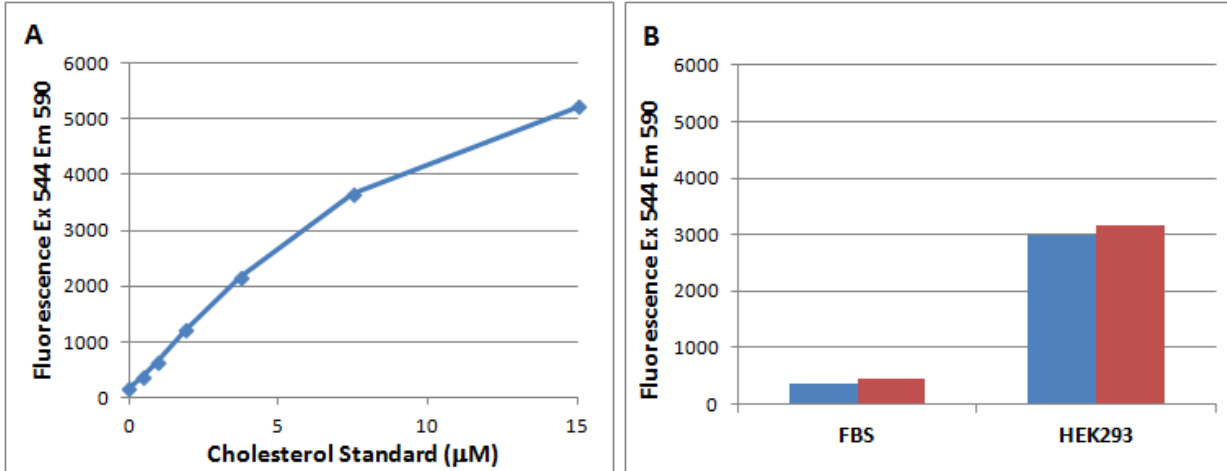 A
Fluorescence Ex 544 Em 590
6000
5000
4000
3000
2000
1000
0
0 5 10 15
Cholesterol Standard (µM)
B
Fluorescence Ex 544 Em 590
6000
5000
4000
3000
2000
1000
0
FBS HEK293